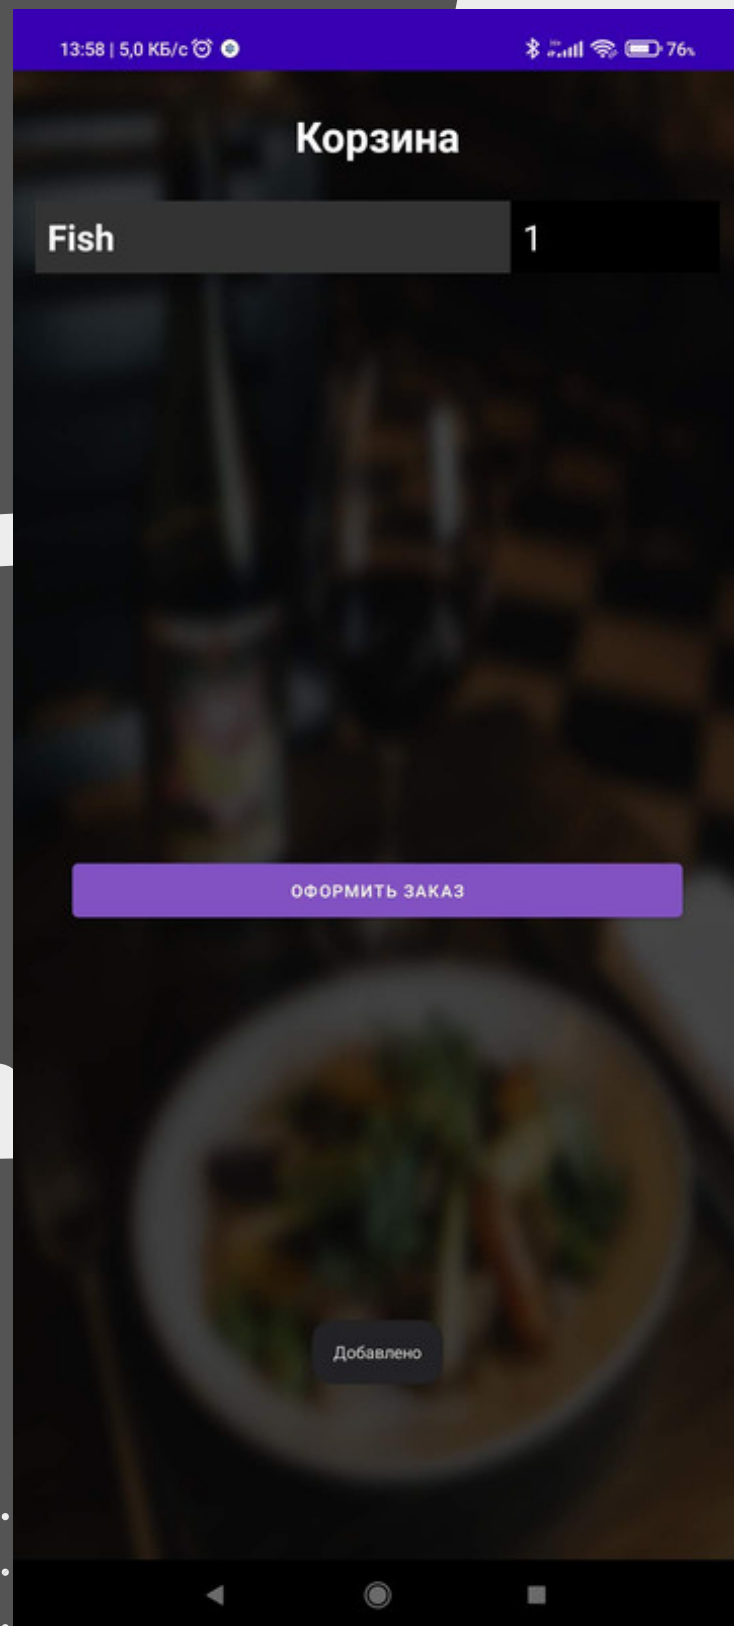 13:58 | 5,0 КБ/с
76%
Корзина
Fish 1
ОФОРМИТЬ ЗАКАЗ
Добавлено